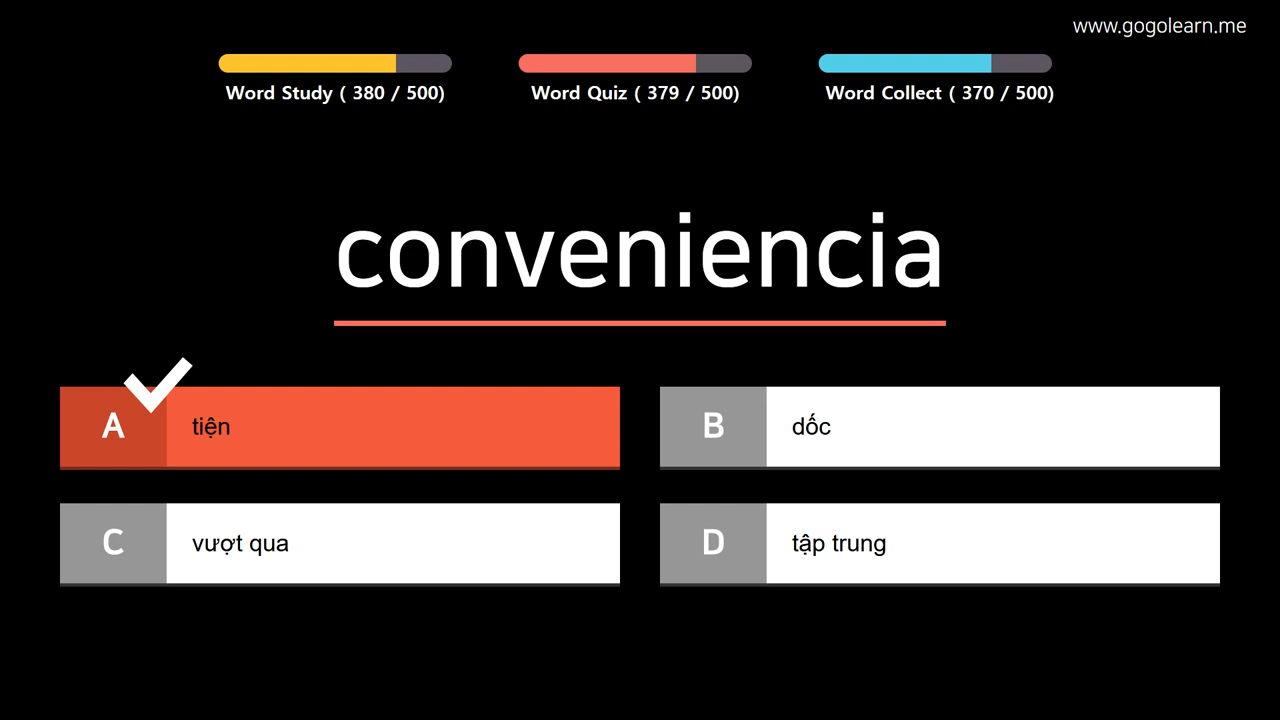 www.gogolearn.me
Word Study ( 380 / 500)
Word Quiz ( 379 / 500)
Word Collect ( 370 / 500)
conveniencia
A tiện
B dốc
C vượt qua
D tập trung